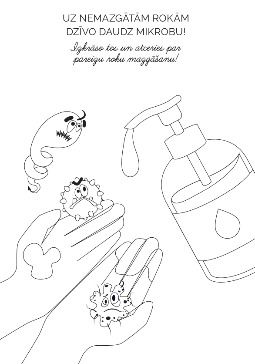 UZ NEMAZGĀTĀM ROKĀM
DZĪVO DAUDZ MIKROBU!
Izkrāso tos un atceries par
pareizu roku mazgāšanu!